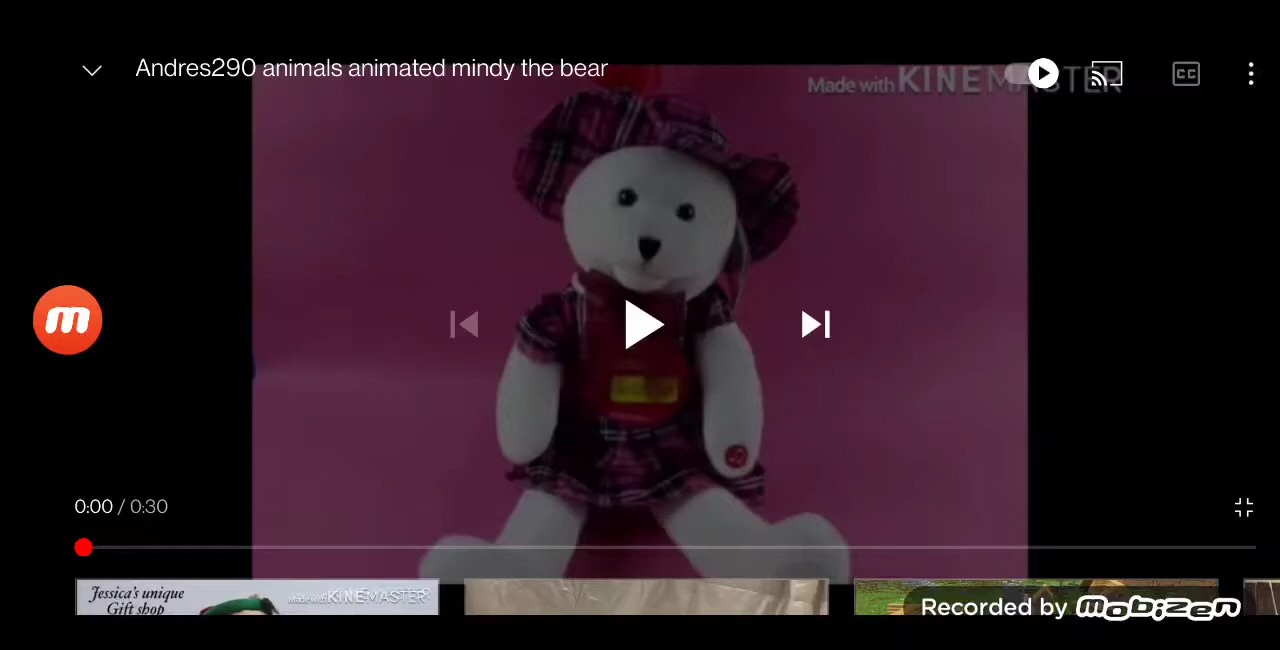 Andres290 animals animated mindy the bear
Made with KINEMASTER
CC
m
0:00 / 0:30
Jessica's unique
Gift shop
Made with KINEMASTER
Recorded by mobizen